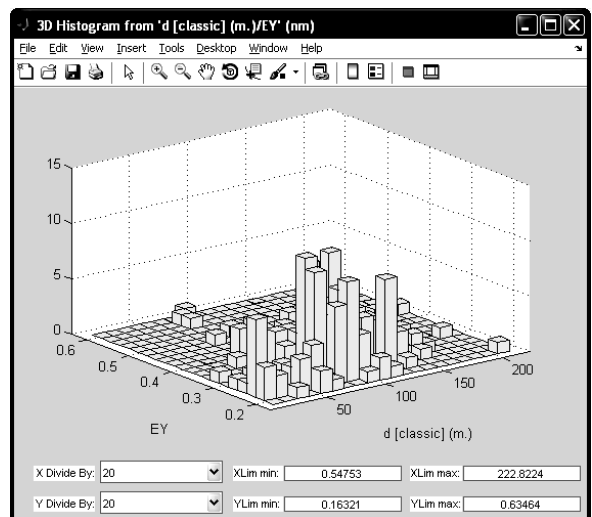 3D Histogram from 'd [classic] (m.)/EY' (nm)
File Edit View Insert Tools Desktop Window Help
15
10
5
0
0.6
0.5
0.4
0.3
0.2
EY
50
100
150
200
d [classic] (m.)
X Divide By: 20 XLim min: 0.54753 XLim max: 222.8224
Y Divide By: 20 YLim min: 0.16321 YLim max: 0.63464